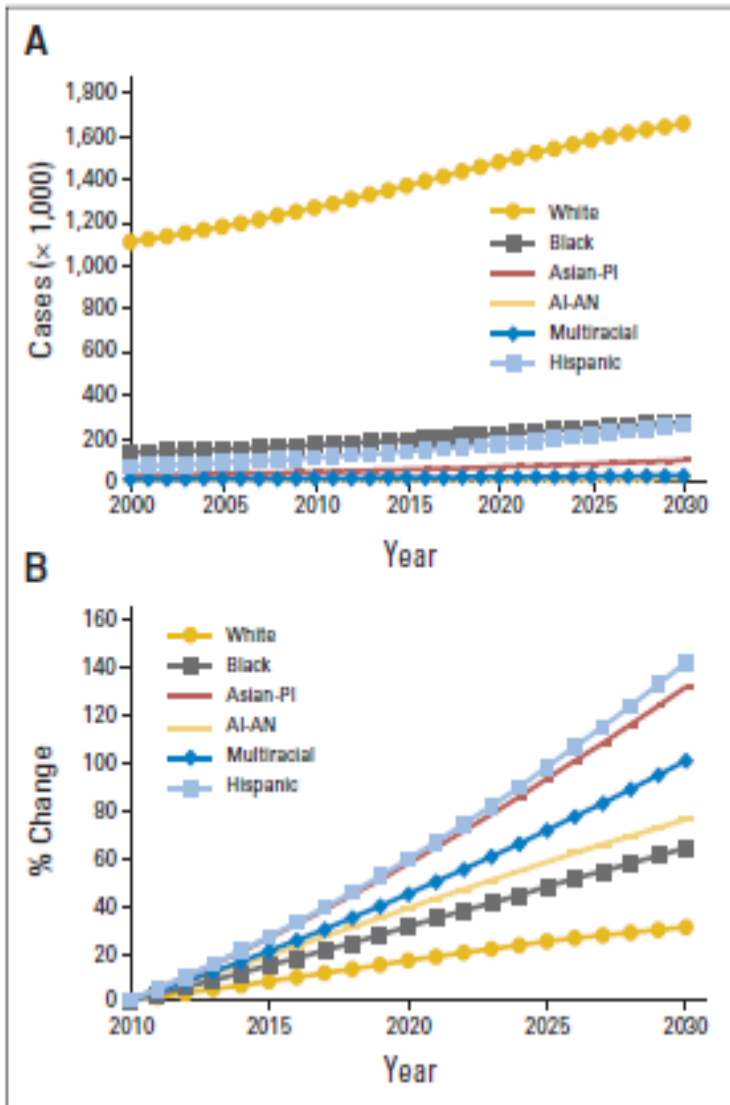 A
1,800
1,600
1,400
1,200
1,000
800
600
400
200
0
Cases (× 1,000)
White
Black
Asian-PI
AI-AN
Multiracial
Hispanic
2000 2005 2010 2015 2020 2025 2030
Year
B
160
140
120
100
80
60
40
20
0
% Change
White
Black
Asian-PI
AI-AN
Multiracial
Hispanic
2010 2015 2020 2025 2030
Year